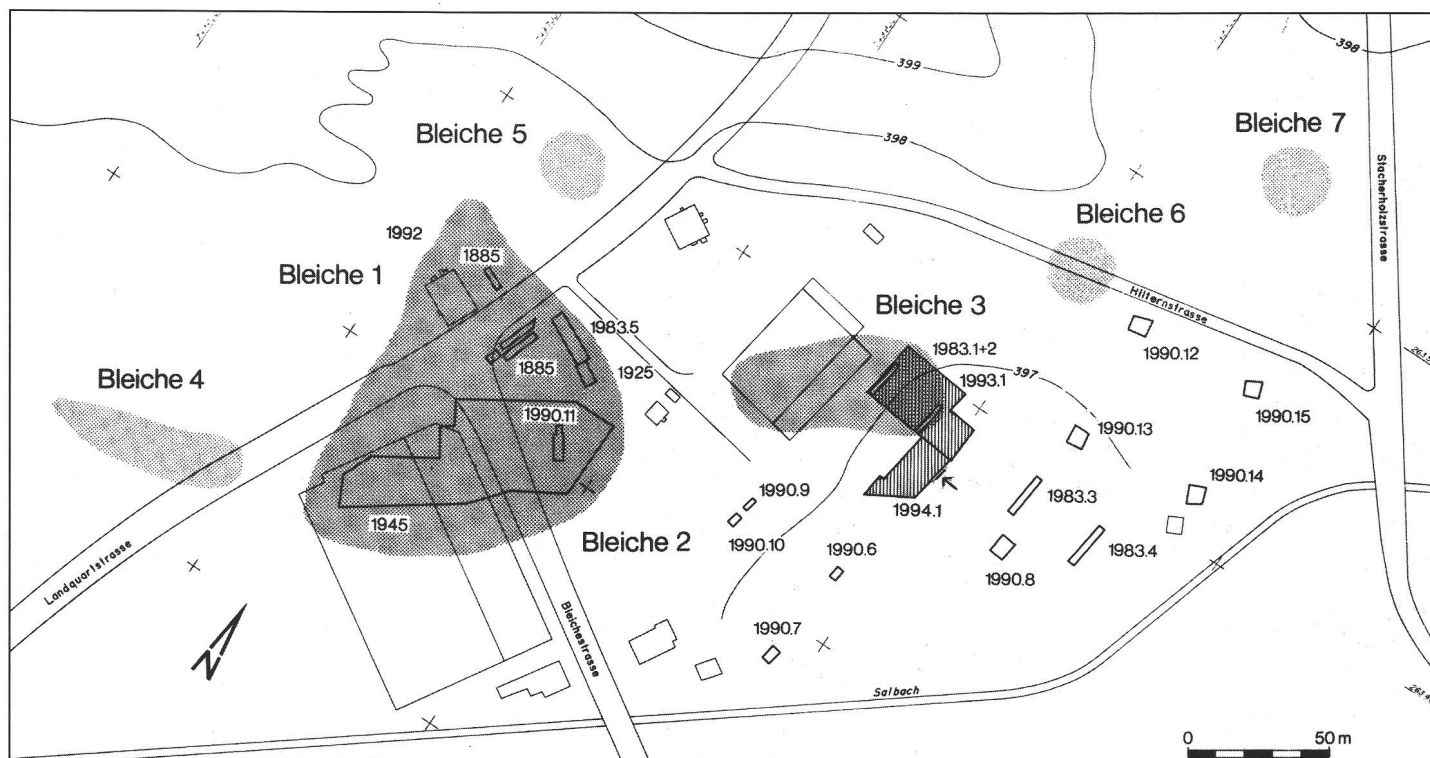 399
398
398
Bleiche 5
Bleiche 7
Stacherholzstrasse
1992
Bleiche 1
1885
Bleiche 6
Hilternstrasse
Bleiche 3
1983.5
1885
1925
1983.1+2
1993.1
397
1990.12
1990.15
Bleiche 4
1990.11
1990.13
1990.14
1990.9
1983.3
1994.1
1945
Bleiche 2
1990.10
1990.6
1990.8
1983.4
Landquartstrasse
Bleichestrasse
N
1990.7
Salbach
0 50 m